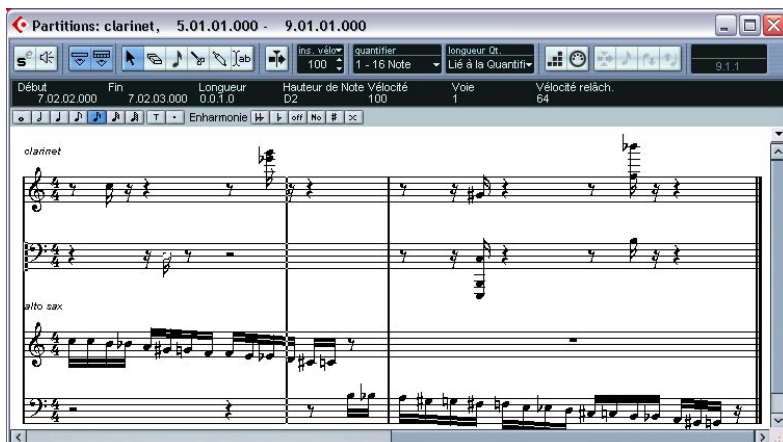 Partitions: clarinet, 5.01.01.000 - 9.01.01.000
ins. vélo quantifier longueur Qt.
100 1 - 16 Note Lié à la Quantifi 9.1.1
Début Fin Longueur Hauteur de Note Vélocité Voie Vélocité relâch.
7.02.02.000 7.02.03.000 0.0.1.0 D2 100 1 64
T Enharmonie off No
clarinet
alto sax